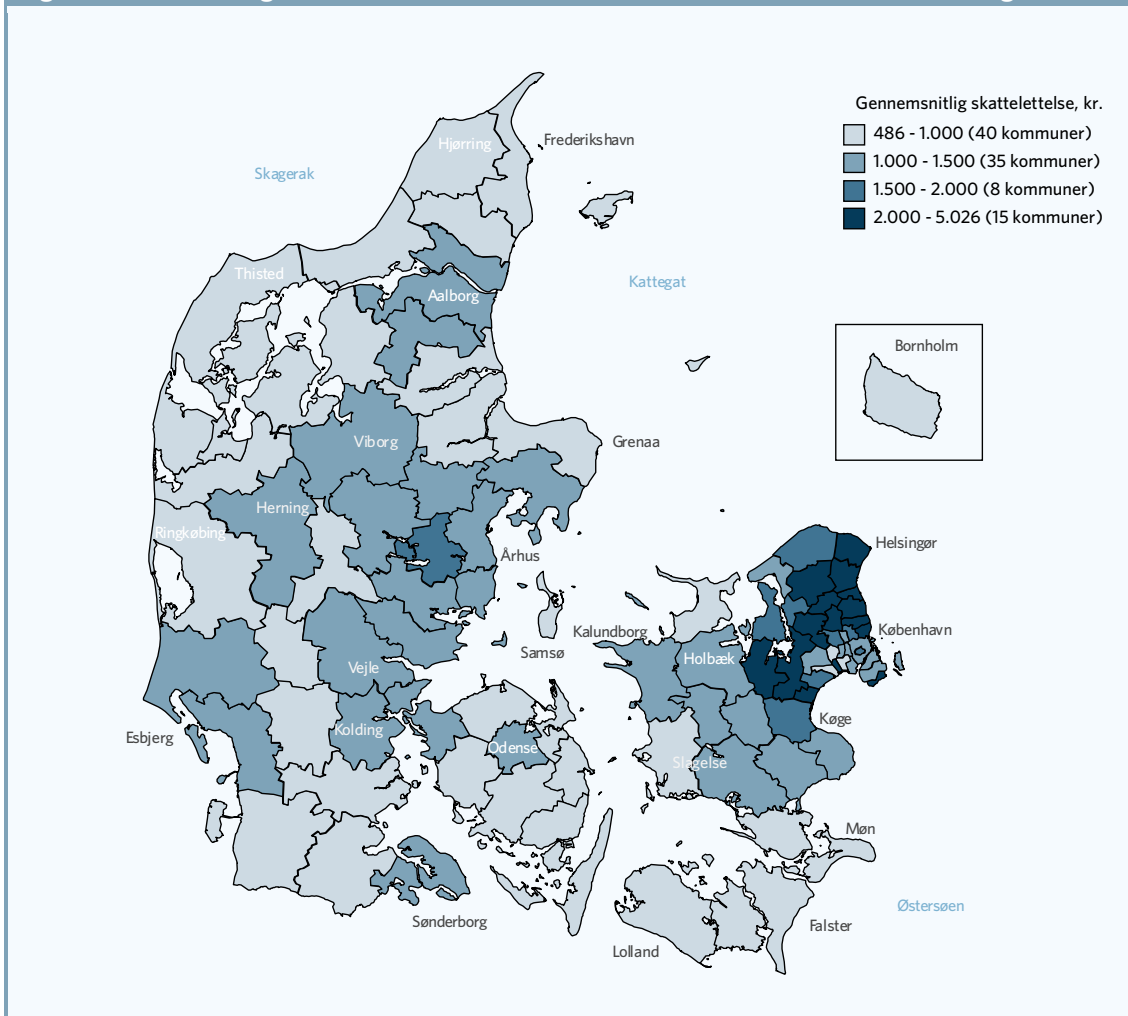 Gennemsnitlig skattelettelse, kr.
486 - 1.000 (40 kommuner)
1.000 - 1.500 (35 kommuner)
1.500 - 2.000 (8 kommuner)
2.000 - 5.026 (15 kommuner)
Hjørring
Frederikshavn
Skagerak
Thisted
Kattegat
Aalborg
Bornholm
Viborg
Grenaa
Herning
Ringkøbing
Århus
Helsingør
Kalundborg
København
Samsø
Holbæk
Vejle
Køge
Kolding
Esbjerg
Odense
Slagelse
Møn
Østersøen
Sønderborg
Falster
Lolland